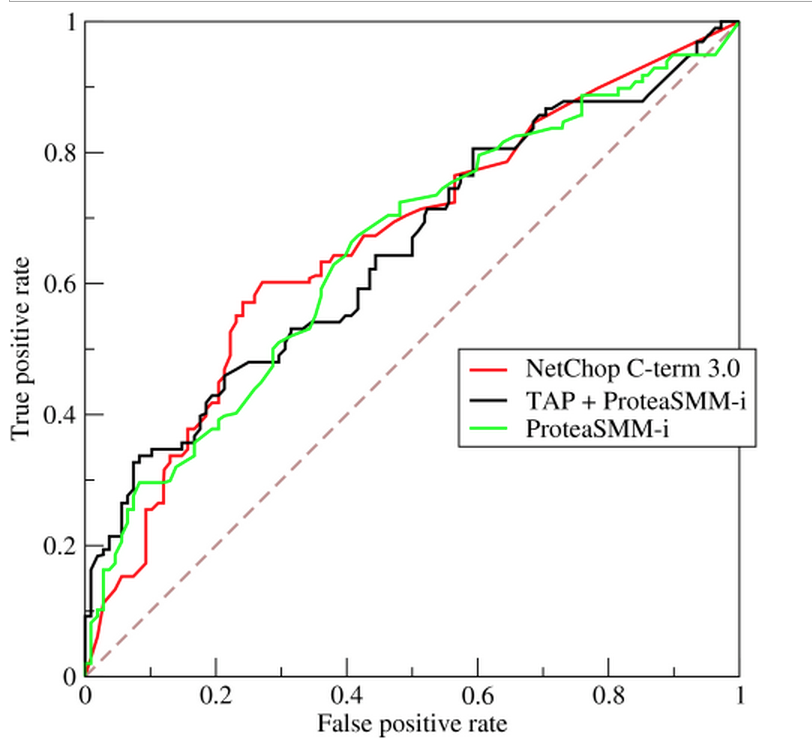 1
0.8
0.6
0.4
0.2
0
True positive rate
NetChop C-term 3.0
TAP + ProteaSMM-i
ProteaSMM-i
0 0.2 0.4 0.6 0.8 1
False positive rate